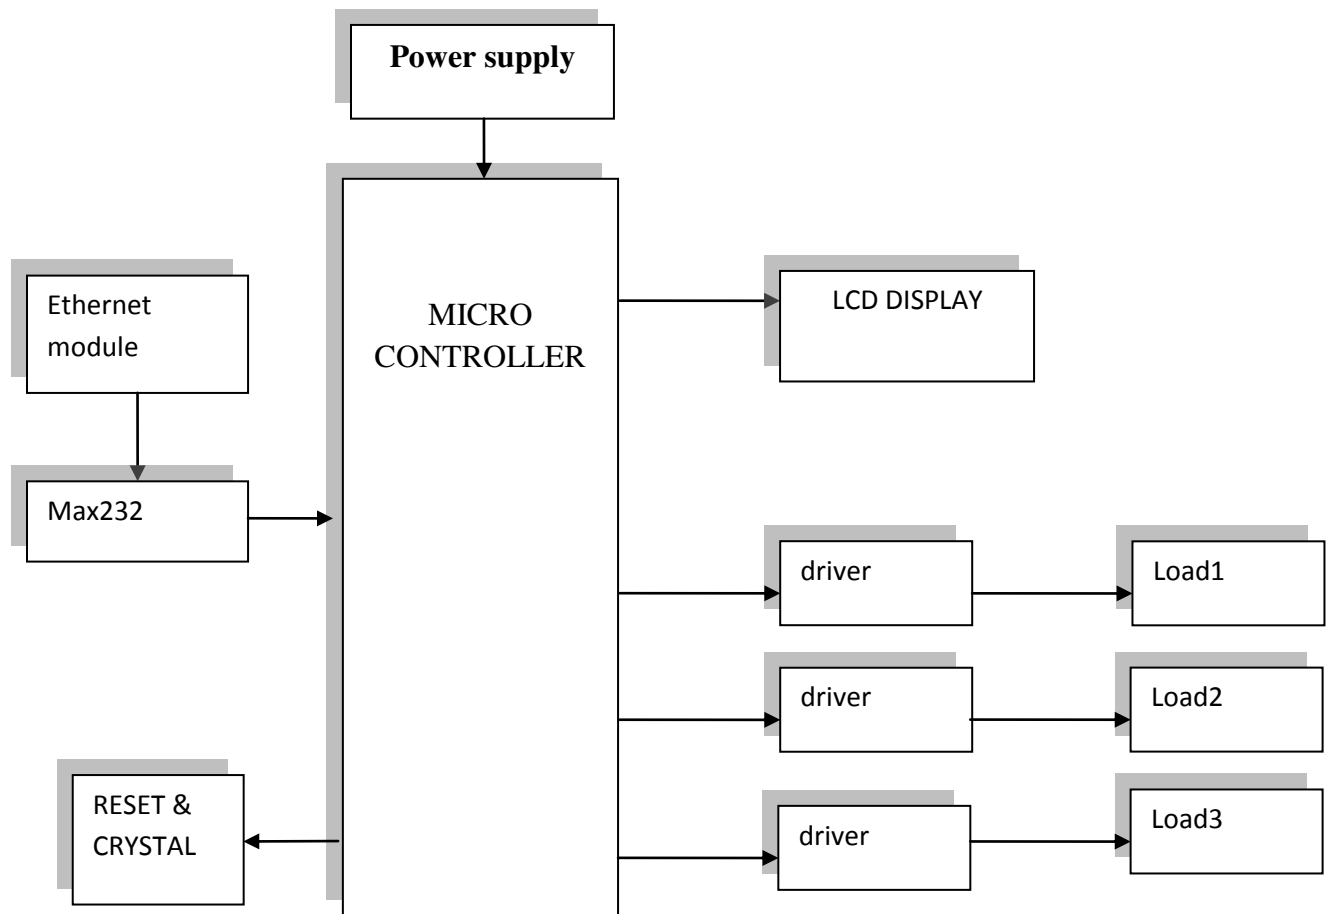 Power supply
Ethernet
module
MICRO
CONTROLLER
LCD DISPLAY
Max232
driver
Load1
driver
Load2
RESET &
CRYSTAL
driver
Load3